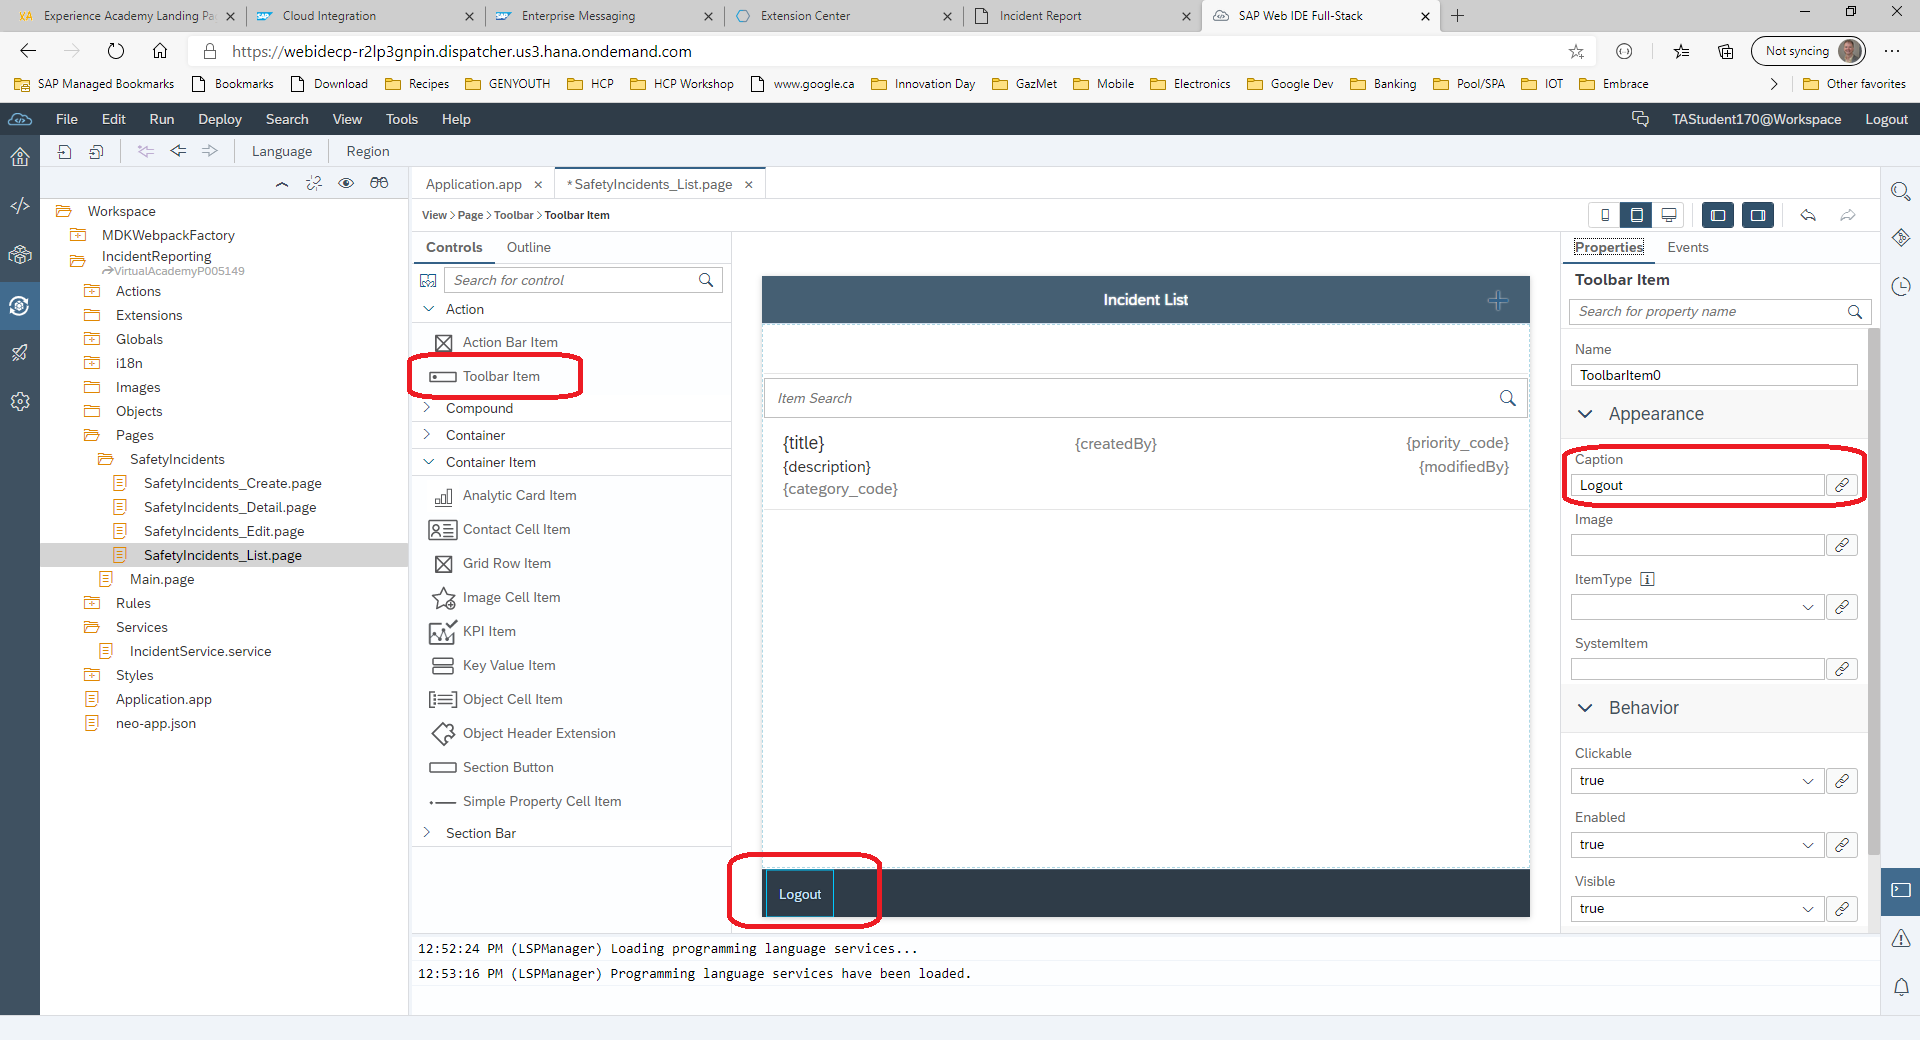 Experience Academy Landing Pa
Cloud Integration
Enterprise Messaging
Extension Center
Incident Report
SAP Web IDE Full-Stack
https://webidecp-r2lp3gnpin.dispatcher.us3.hana.ondemand.com
Not syncing
SAP Managed Bookmarks
Bookmarks
Download
Recipes
GENYOUTH
HCP
HCP Workshop
www.google.ca
Innovation Day
GazMet
Mobile
Electronics
Google Dev
Banking
Pool/SPA
IOT
Embrace
Other favorites
File Edit Run Deploy Search View Tools Help
TAStudent170@Workspace
Logout
Language
Region
Workspace
MDKWebpackFactory
IncidentReporting
VirtualAcademyP005149
Actions
Extensions
Globals
i18n
Images
Objects
Pages
SafetyIncidents
SafetyIncidents_Create.page
SafetyIncidents_Detail.page
SafetyIncidents_Edit.page
SafetyIncidents_List.page
Main.page
Rules
Services
IncidentService.service
Styles
Application.app
neo-app.json
Application.app
*SafetyIncidents_List.page
View > Page > Toolbar > Toolbar Item
Controls
Outline
Search for control
Action
Action Bar Item
Toolbar Item
Compound
Container
Container Item
Analytic Card Item
Contact Cell Item
Grid Row Item
Image Cell Item
KPI Item
Key Value Item
Object Cell Item
Object Header Extension
Section Button
Simple Property Cell Item
Section Bar
Incident List
Item Search
{title}
{createdBy}
{priority_code}
{description}
{modifiedBy}
{category_code}
Logout
Properties
Events
Toolbar Item
Search for property name
Name
ToolbarItem0
Appearance
Caption
Logout
Image
ItemType
SystemItem
Behavior
Clickable
true
Enabled
true
Visible
true
12:52:24 PM (LSPManager) Loading programming language services...
12:53:16 PM (LSPManager) Programming language services have been loaded.